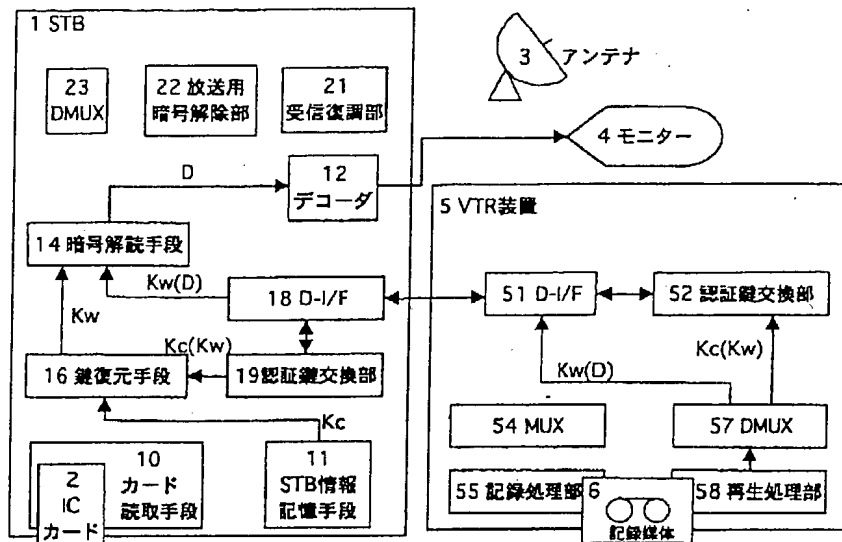 1 STB
23
DMUX
22 放送用
暗号解除部
21
受信復調部
3
アンテナ
4 モニター
D
12
デコーダ
5 VTR装置
14 暗号解読手段
Kw(D)
18 D-I/F
51 D-I/F
52 認証鍵交換部
Kw
Kc(Kw)
Kc(Kw)
16 鍵復元手段
19認証鍵交換部
Kw(D)
Kc
54 MUX
57 DMUX
10
カード
読取手段
2
IC
カード
11
STB情報
記憶手段
55 記録処理部
6
記録媒体
58 再生処理部